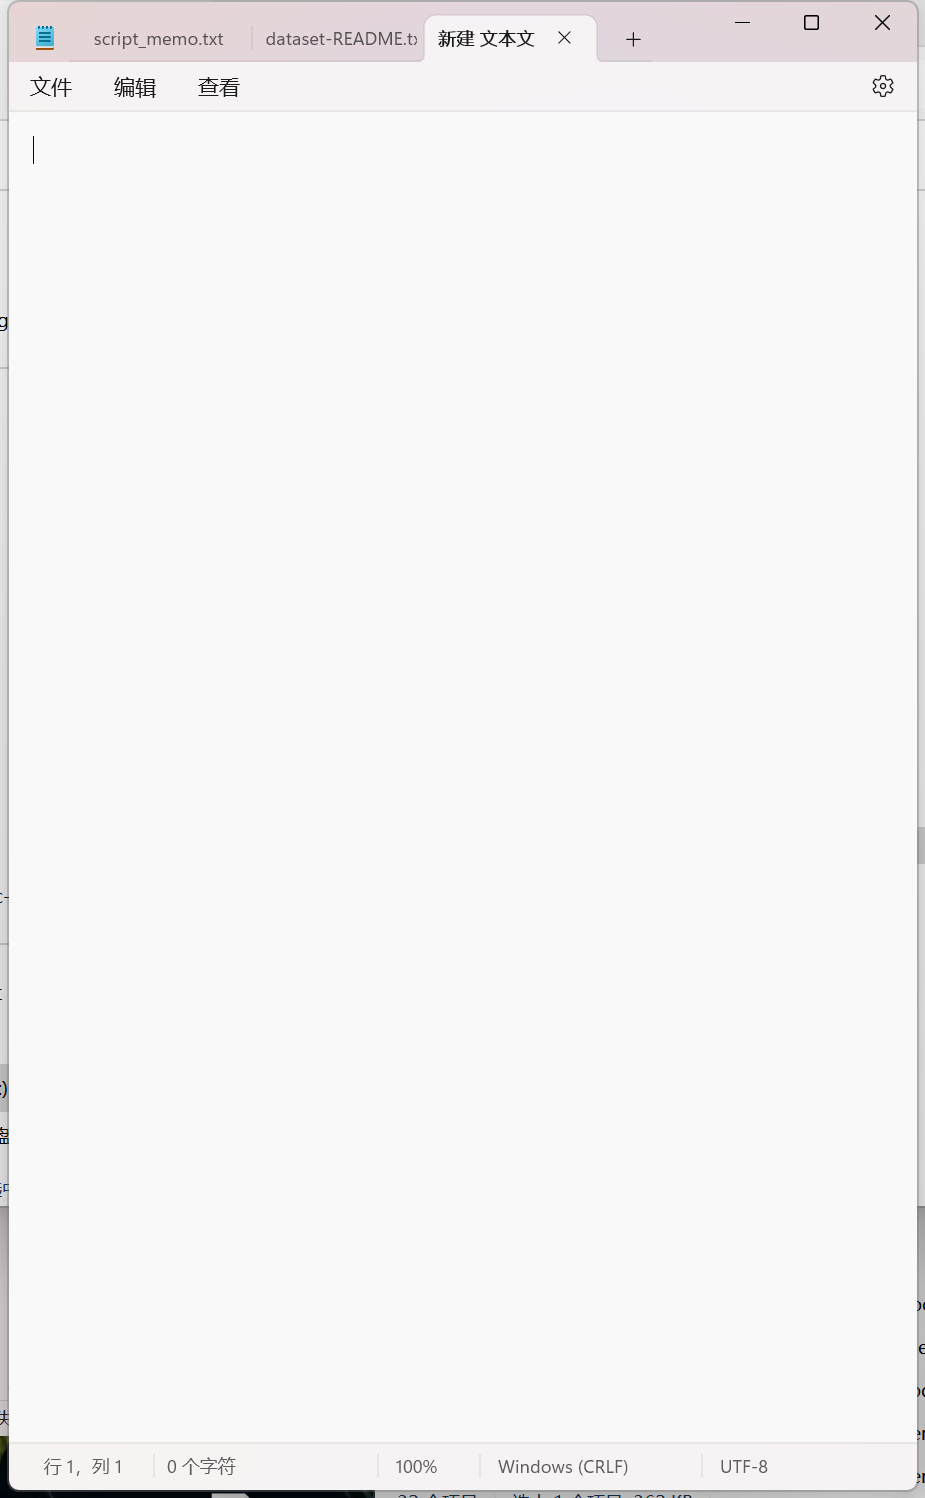 script_memo.txt dataset-README.tx 新建 文本文
文件 编辑 查看
行 1，列 1 0 个字符 100% Windows (CRLF) UTF-8